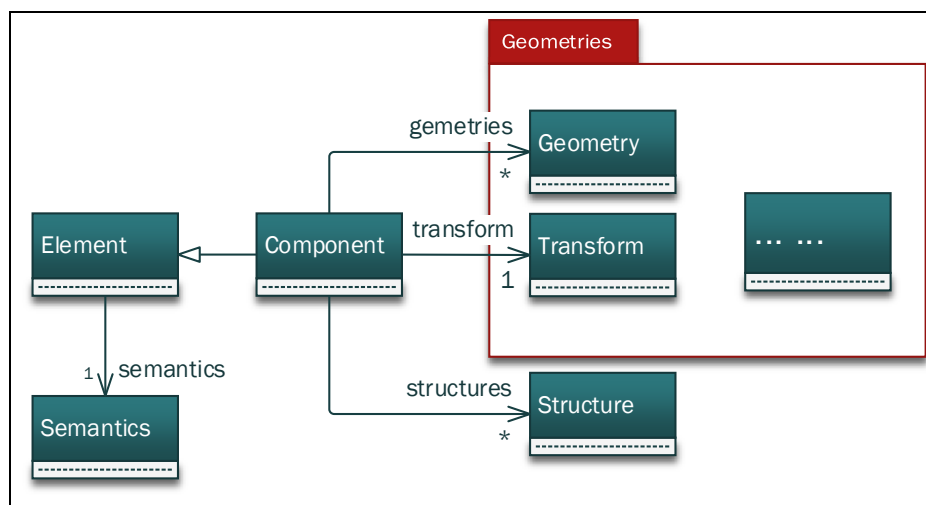 Geometries
gemetries
Geometry
*
Element
Component
transform
Transform
1
... ...
1 semantics
structures
Structure
*
Semantics